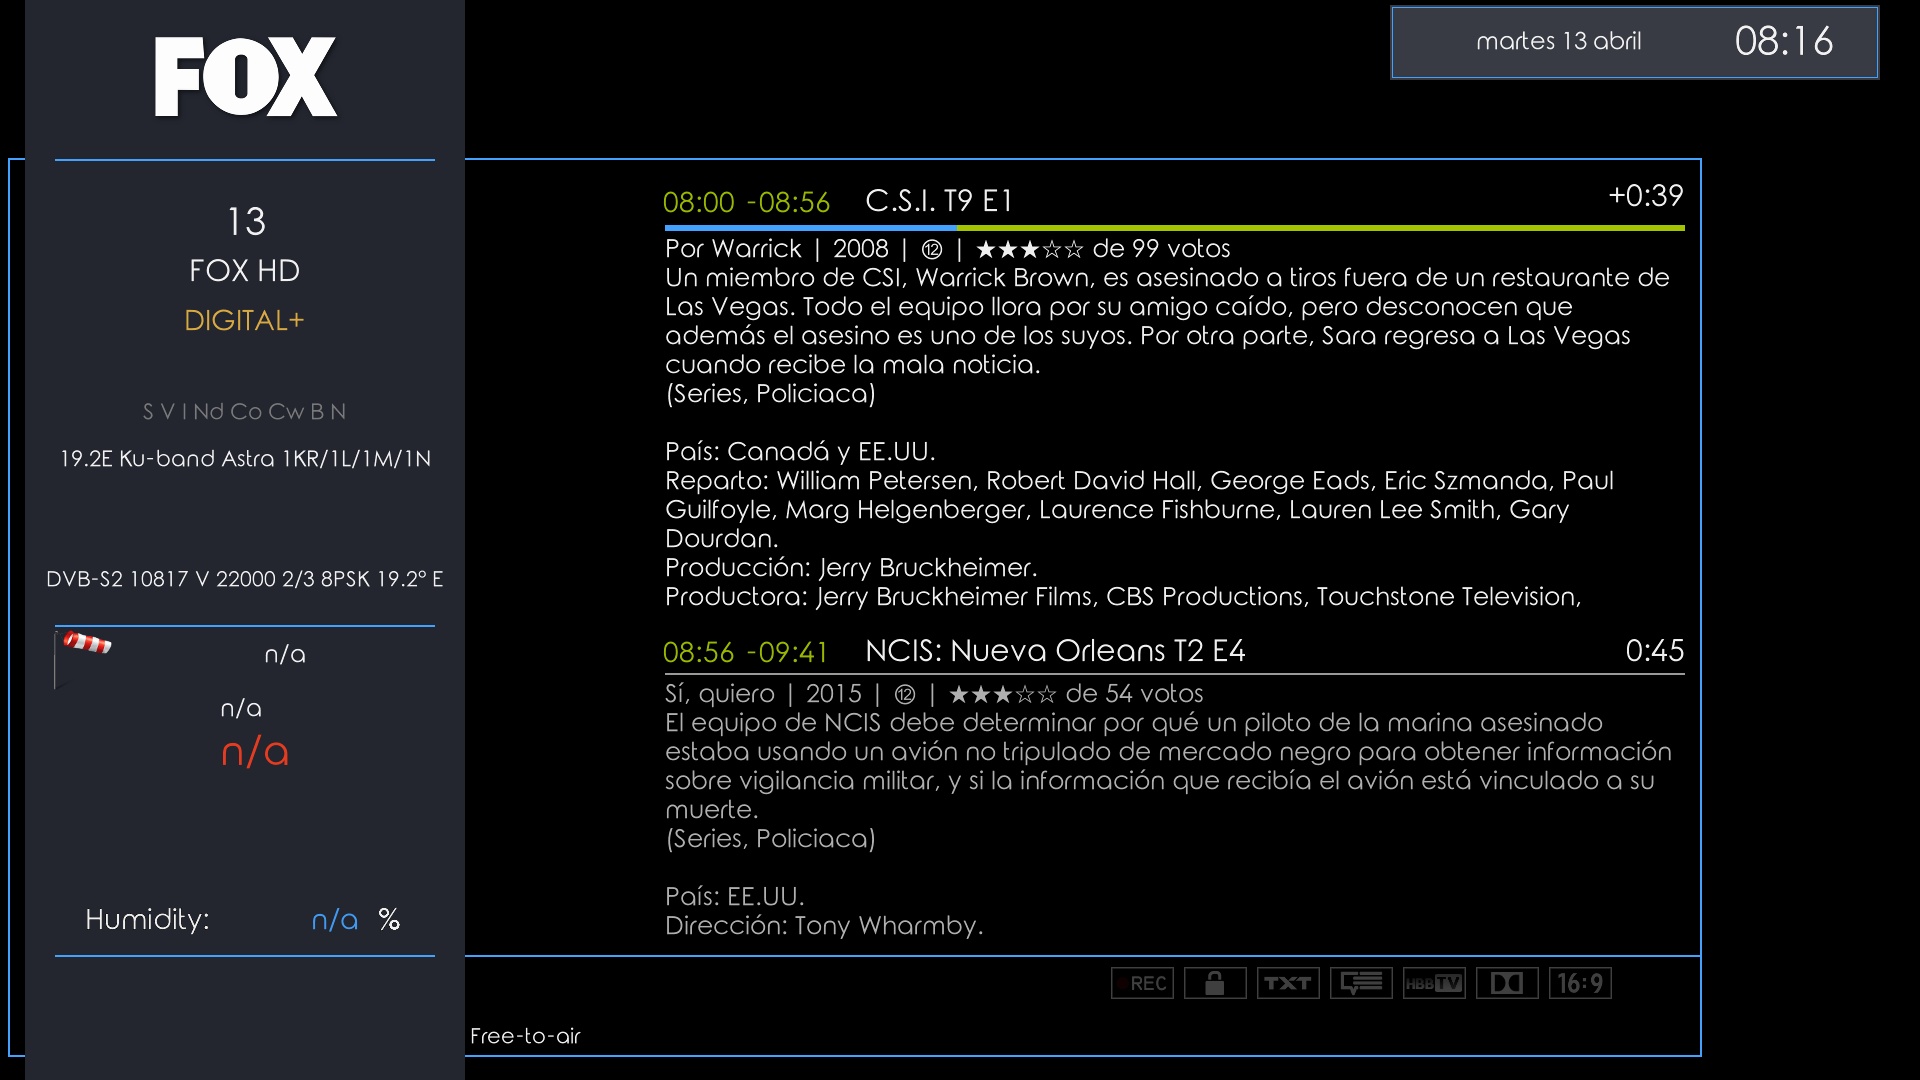 FOX
martes 13 abril 08:16
13
FOX HD
DIGITAL+
S V I Nd Co Cw B N
19.2E Ku-band Astra 1KR/1L/1M/1N
DVB-S2 10817 V 22000 2/3 8PSK 19.2° E
n/a
n/a
n/a
Humidity: n/a %
08:00 -08:56 C.S.I. T9 E1 +0:39
Por Warrick | 2008 | ⑫ | ★★★☆☆ de 99 votos
Un miembro de CSI, Warrick Brown, es asesinado a tiros fuera de un restaurante de
Las Vegas. Todo el equipo llora por su amigo caído, pero desconocen que
además el asesino es uno de los suyos. Por otra parte, Sara regresa a Las Vegas
cuando recibe la mala noticia.
(Series, Policiaca)
País: Canadá y EE.UU.
Reparto: William Petersen, Robert David Hall, George Eads, Eric Szmanda, Paul
Guilfoyle, Marg Helgenberger, Laurence Fishburne, Lauren Lee Smith, Gary
Dourdan.
Producción: Jerry Bruckheimer.
Productora: Jerry Bruckheimer Films, CBS Productions, Touchstone Television,
08:56 -09:41 NCIS: Nueva Orleans T2 E4 0:45
Sí, quiero | 2015 | ⑫ | ★★★☆☆ de 54 votos
El equipo de NCIS debe determinar por qué un piloto de la marina asesinado
estaba usando un avión no tripulado de mercado negro para obtener información
sobre vigilancia militar, y si la información que recibía el avión está vinculado a su
muerte.
(Series, Policiaca)
País: EE.UU.
Dirección: Tony Wharmby.
REC TXT HBBTV 16:9
Free-to-air